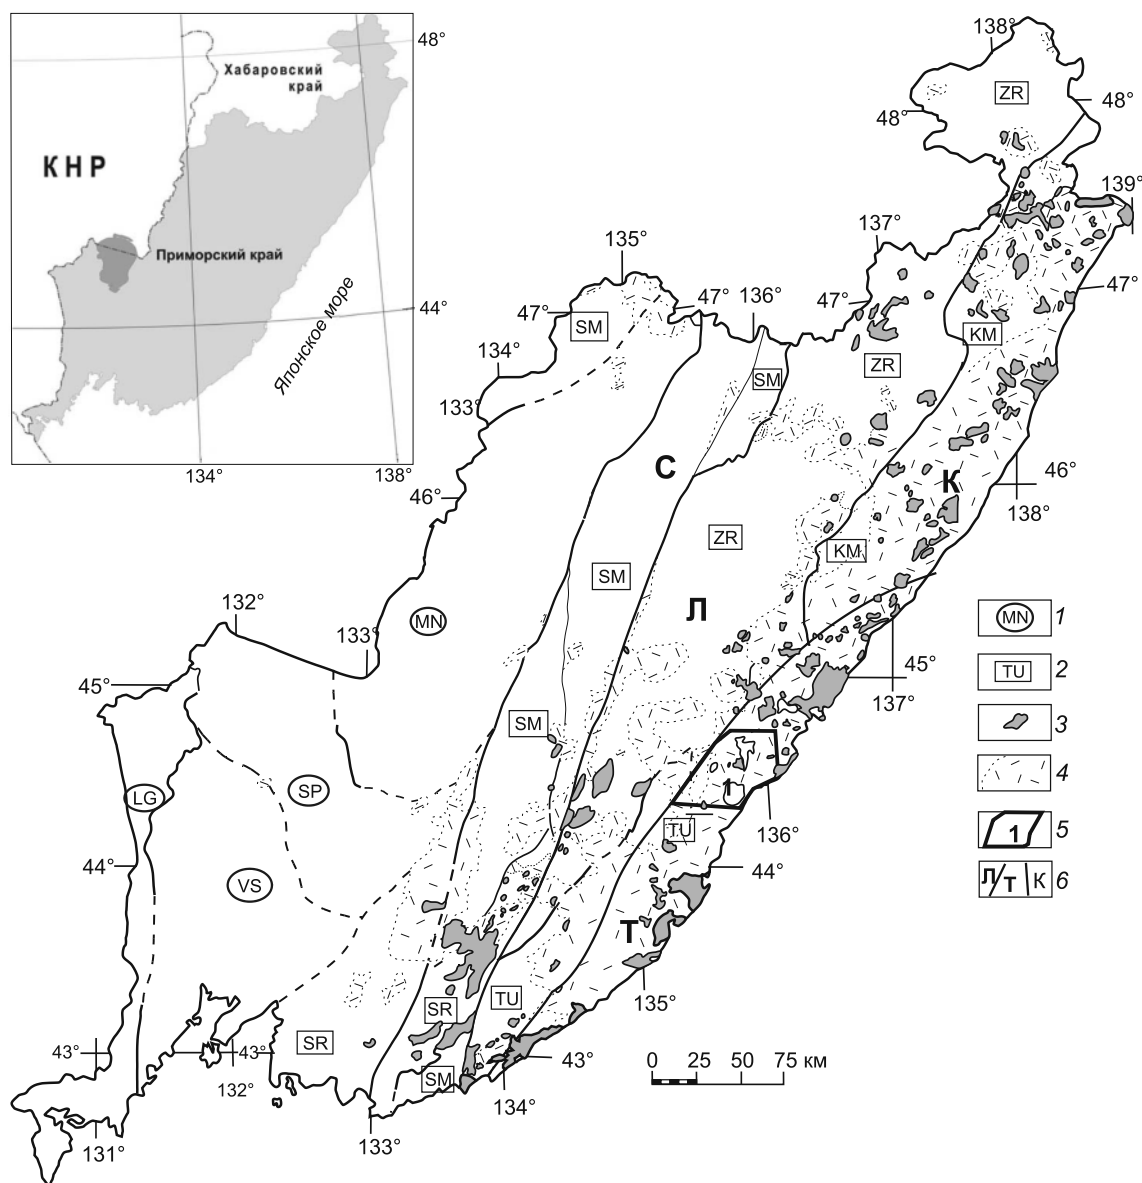 48°
Хабаровский
край
КНР
Приморский край
44°
Японское море
134°
138°
138°
ZR
48°
48°
139°
137°
135°
47°
47°
136°
47°
47°
SM
KM
134°
ZR
SM
133°
С
46°
К
46°
138°
ZR
KM
SM
132°
MN
Л
133°
45°
45°
137°
SM
SP
LG
1
TU
136°
44°
VS
44°
Т
135°
TU
SR
SR
43°
43°
43°
132°
SM
134°
133°
131°
0 25 50 75 км
MN 1
TU 2
3
4
1 5
Л/Т|К 6